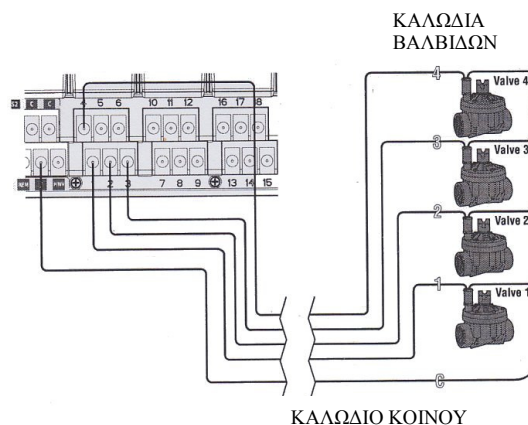 ΚΑΛΩΔΙΑ
ΒΑΛΒΙΔΩΝ
4 5 6 10 11 12 16 17 18
2 3 7 8 9 13 14 15
4 Valve 4
3 Valve 3
2 Valve 2
1 Valve 1
C
ΚΑΛΩΔΙΟ ΚΟΙΝΟΥ